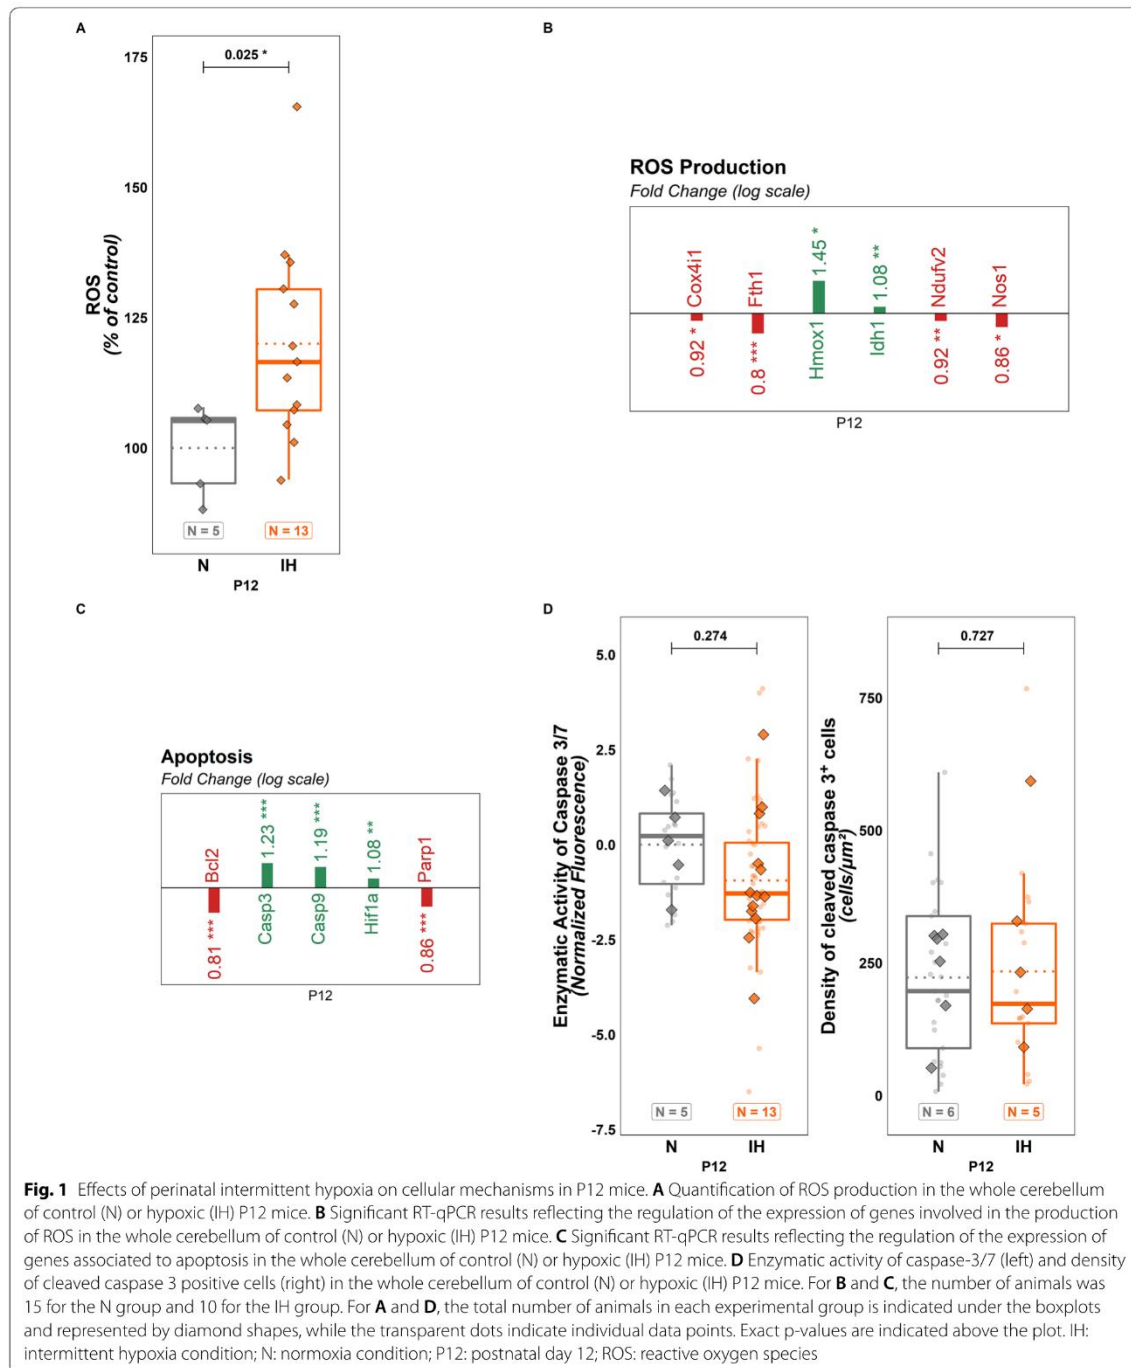 A
175
150
125
100
ROS
(% of control)
0.025 *
N = 5
N = 13
N
IH
P12
B
ROS Production
Fold Change (log scale)
Cox4i1
0.92 *
Fth1
0.8 ***
1.45 *
Hmox1
1.08 **
Idh1
Ndufv2
0.92 **
Nos1
0.86 *
P12
C
Apoptosis
Fold Change (log scale)
Bcl2
0.81 ***
1.23 ***
Casp3
1.19 ***
Casp9
1.08 **
Hif1a
Parp1
0.86 ***
P12
D
5.0
2.5
0.0
-2.5
-5.0
-7.5
Enzymatic Activity of Caspase 3/7
(Normalized Fluorescence)
0.274
N = 5
N = 13
N
IH
P12
750
500
250
0
Density of cleaved caspase 3⁺ cells
(cells/µm²)
0.727
N = 6
N = 5
N
IH
P12
Fig. 1 Effects of perinatal intermittent hypoxia on cellular mechanisms in P12 mice. A Quantification of ROS production in the whole cerebellum
of control (N) or hypoxic (IH) P12 mice. B Significant RT-qPCR results reflecting the regulation of the expression of genes involved in the production
of ROS in the whole cerebellum of control (N) or hypoxic (IH) P12 mice. C Significant RT-qPCR results reflecting the regulation of the expression of
genes associated to apoptosis in the whole cerebellum of control (N) or hypoxic (IH) P12 mice. D Enzymatic activity of caspase-3/7 (left) and density
of cleaved caspase 3 positive cells (right) in the whole cerebellum of control (N) or hypoxic (IH) P12 mice. For B and C, the number of animals was
15 for the N group and 10 for the IH group. For A and D, the total number of animals in each experimental group is indicated under the boxplots
and represented by diamond shapes, while the transparent dots indicate individual data points. Exact p-values are indicated above the plot. IH:
intermittent hypoxia condition; N: normoxia condition; P12: postnatal day 12; ROS: reactive oxygen species